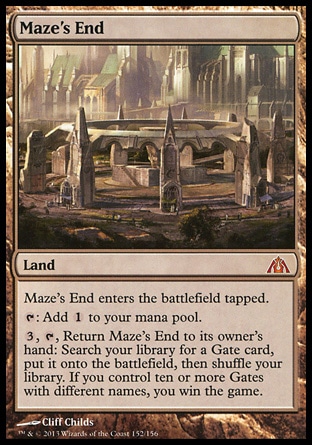 Maze's End
Land
Maze's End enters the battlefield tapped.
: Add 1 to your mana pool.
3, , Return Maze's End to its owner's
hand: Search your library for a Gate card,
put it onto the battlefield, then shuffle your
library. If you control ten or more Gates
with different names, you win the game.
Cliff Childs
™ & © 2013 Wizards of the Coast 152/156